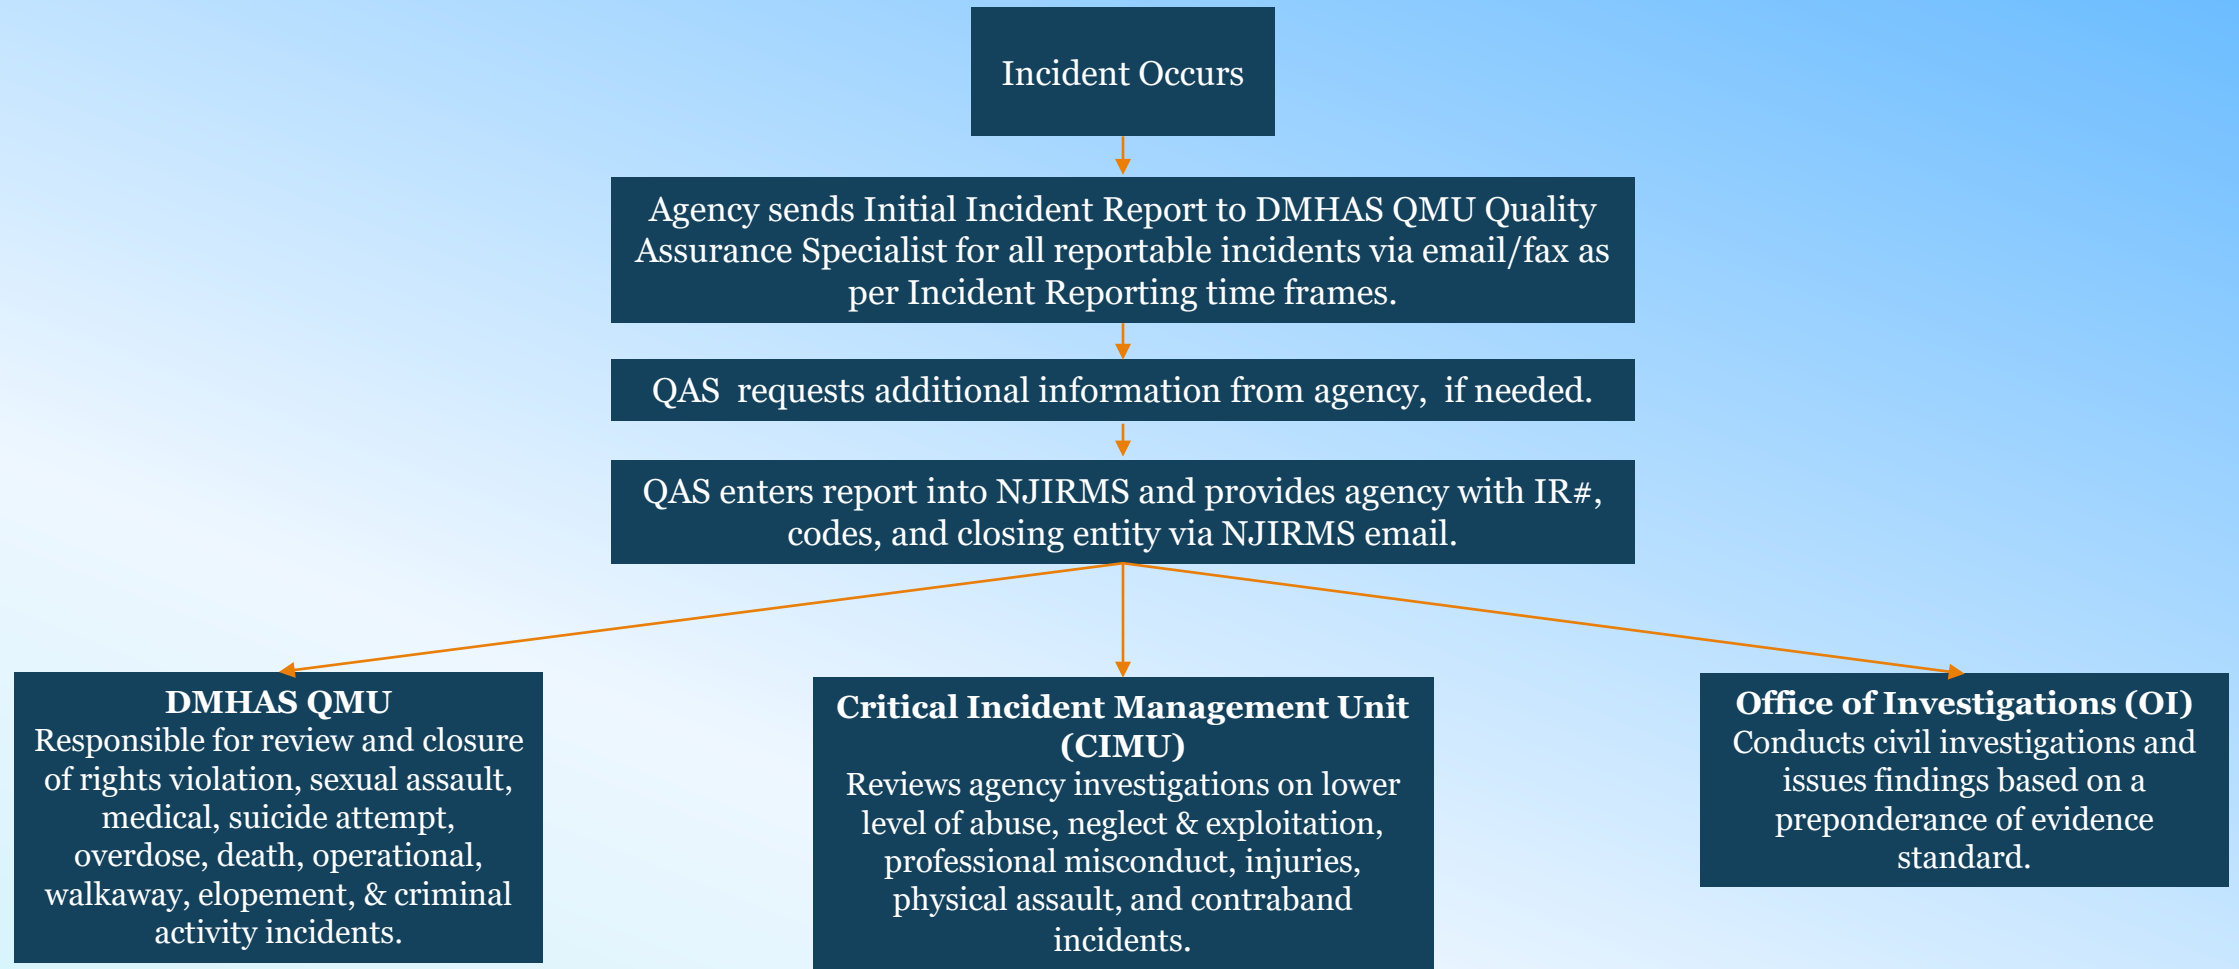 Incident Occurs
Agency sends Initial Incident Report to DMHAS QMU Quality
Assurance Specialist for all reportable incidents via email/fax as
per Incident Reporting time frames.
QAS  requests additional information from agency,  if needed.
QAS enters report into NJIRMS and provides agency with IR#,
codes, and closing entity via NJIRMS email.
DMHAS QMU
Responsible for review and closure
of rights violation, sexual assault,
medical, suicide attempt,
overdose, death, operational,
walkaway, elopement, & criminal
activity incidents.
Critical Incident Management Unit
(CIMU)
Reviews agency investigations on lower
level of abuse, neglect & exploitation,
professional misconduct, injuries,
physical assault, and contraband
incidents.
Office of Investigations (OI)
Conducts civil investigations and
issues findings based on a
preponderance of evidence
standard.